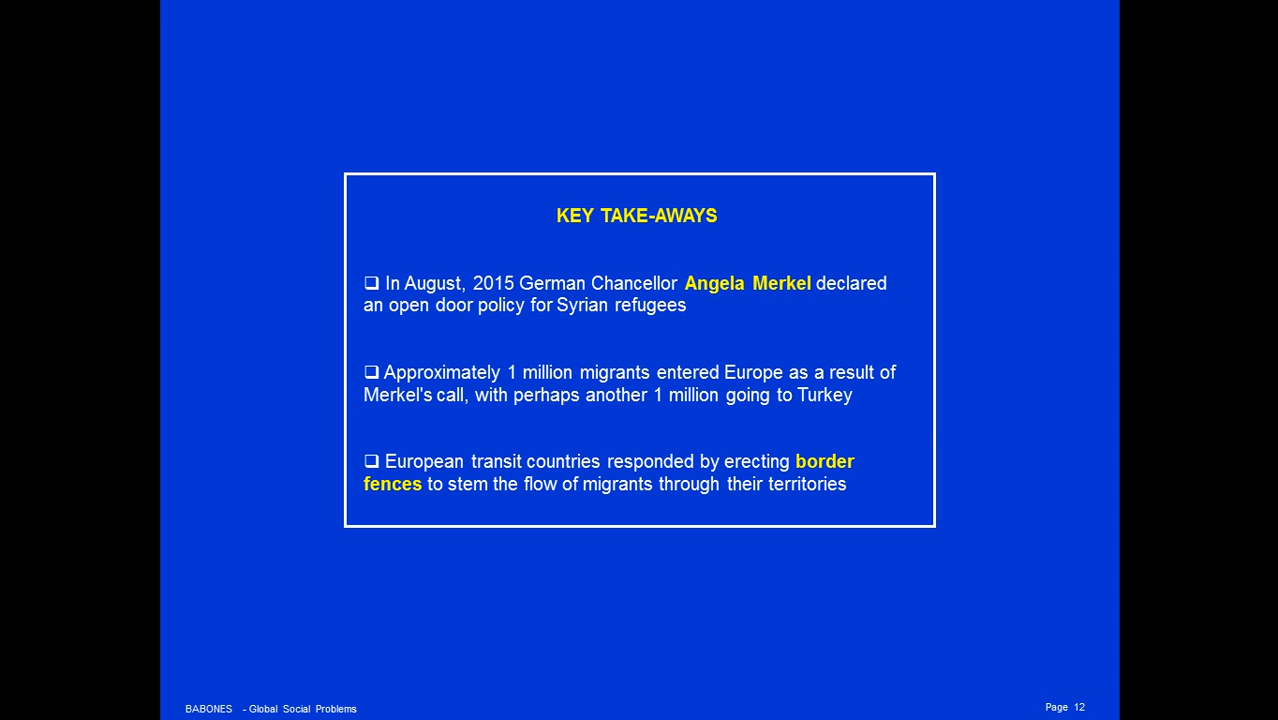 KEY TAKE-AWAYS
❑ In August, 2015 German Chancellor Angela Merkel declared
an open door policy for Syrian refugees
❑ Approximately 1 million migrants entered Europe as a result of
Merkel's call, with perhaps another 1 million going to Turkey
❑ European transit countries responded by erecting border
fences to stem the flow of migrants through their territories
BABONES - Global Social Problems
Page 12